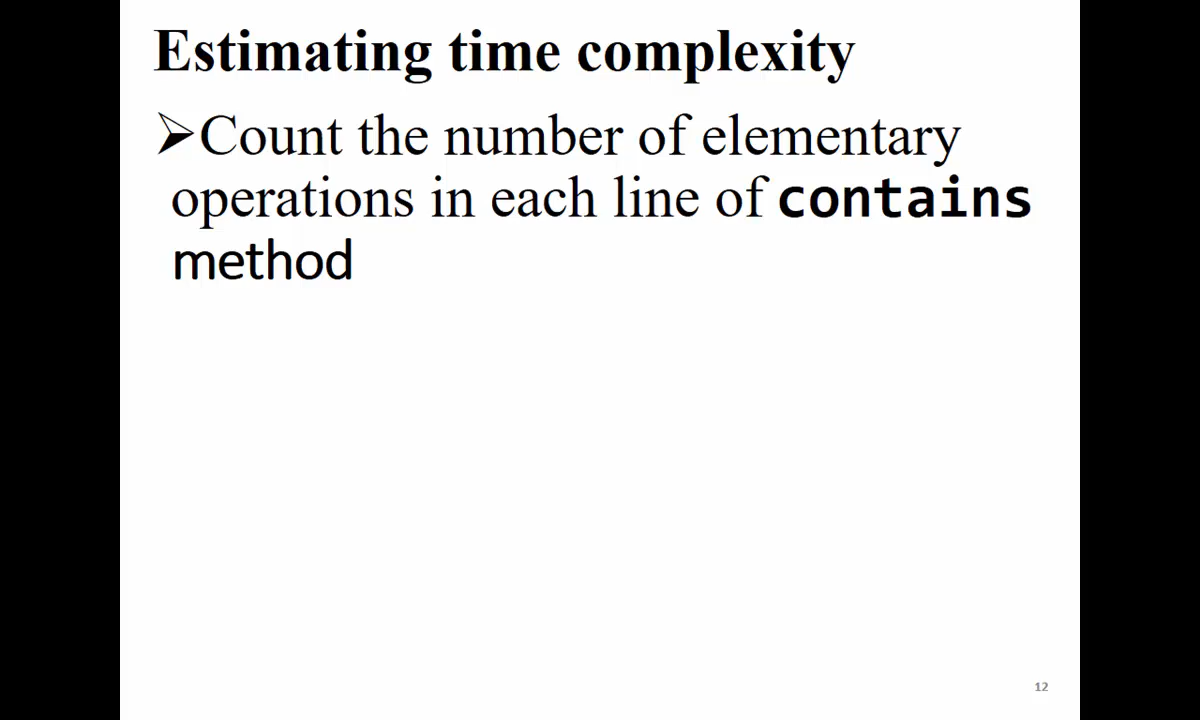 Estimating time complexity
➢Count the number of elementary
operations in each line of contains
method
12